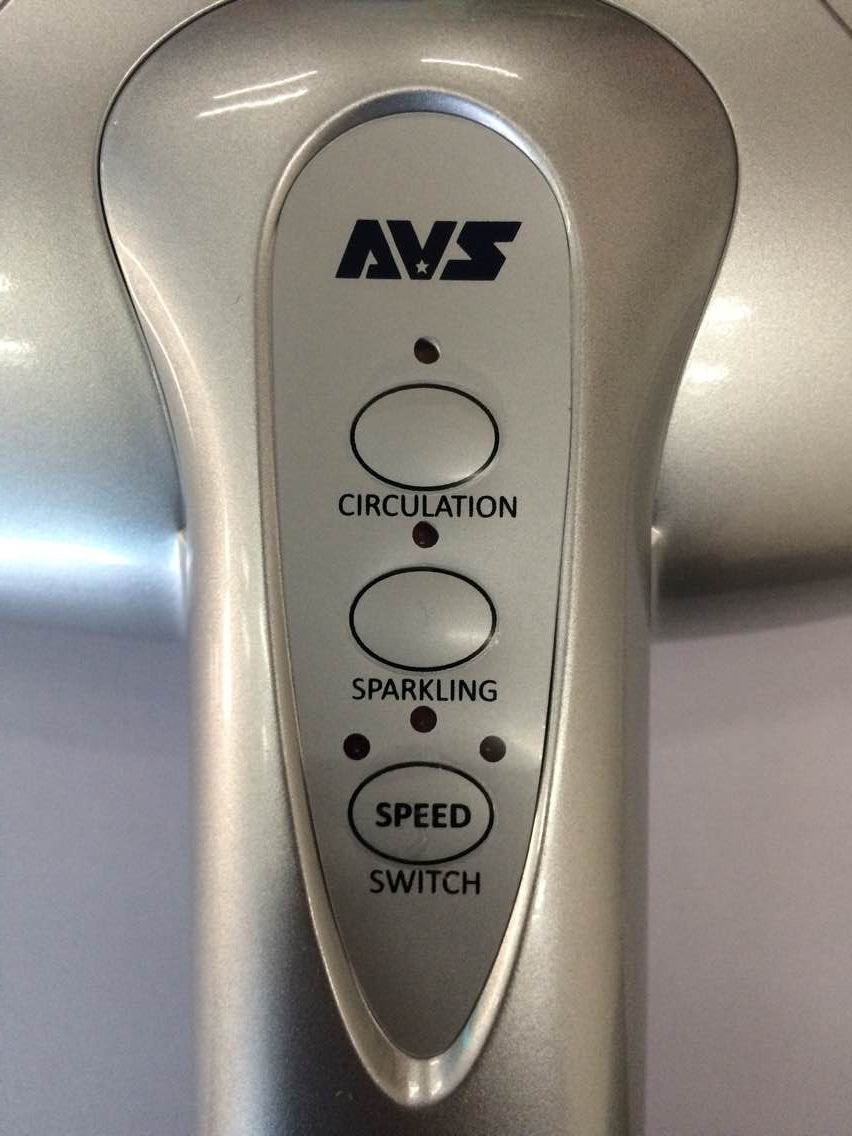 AVS
CIRCULATION
SPARKLING
SPEED
SWITCH